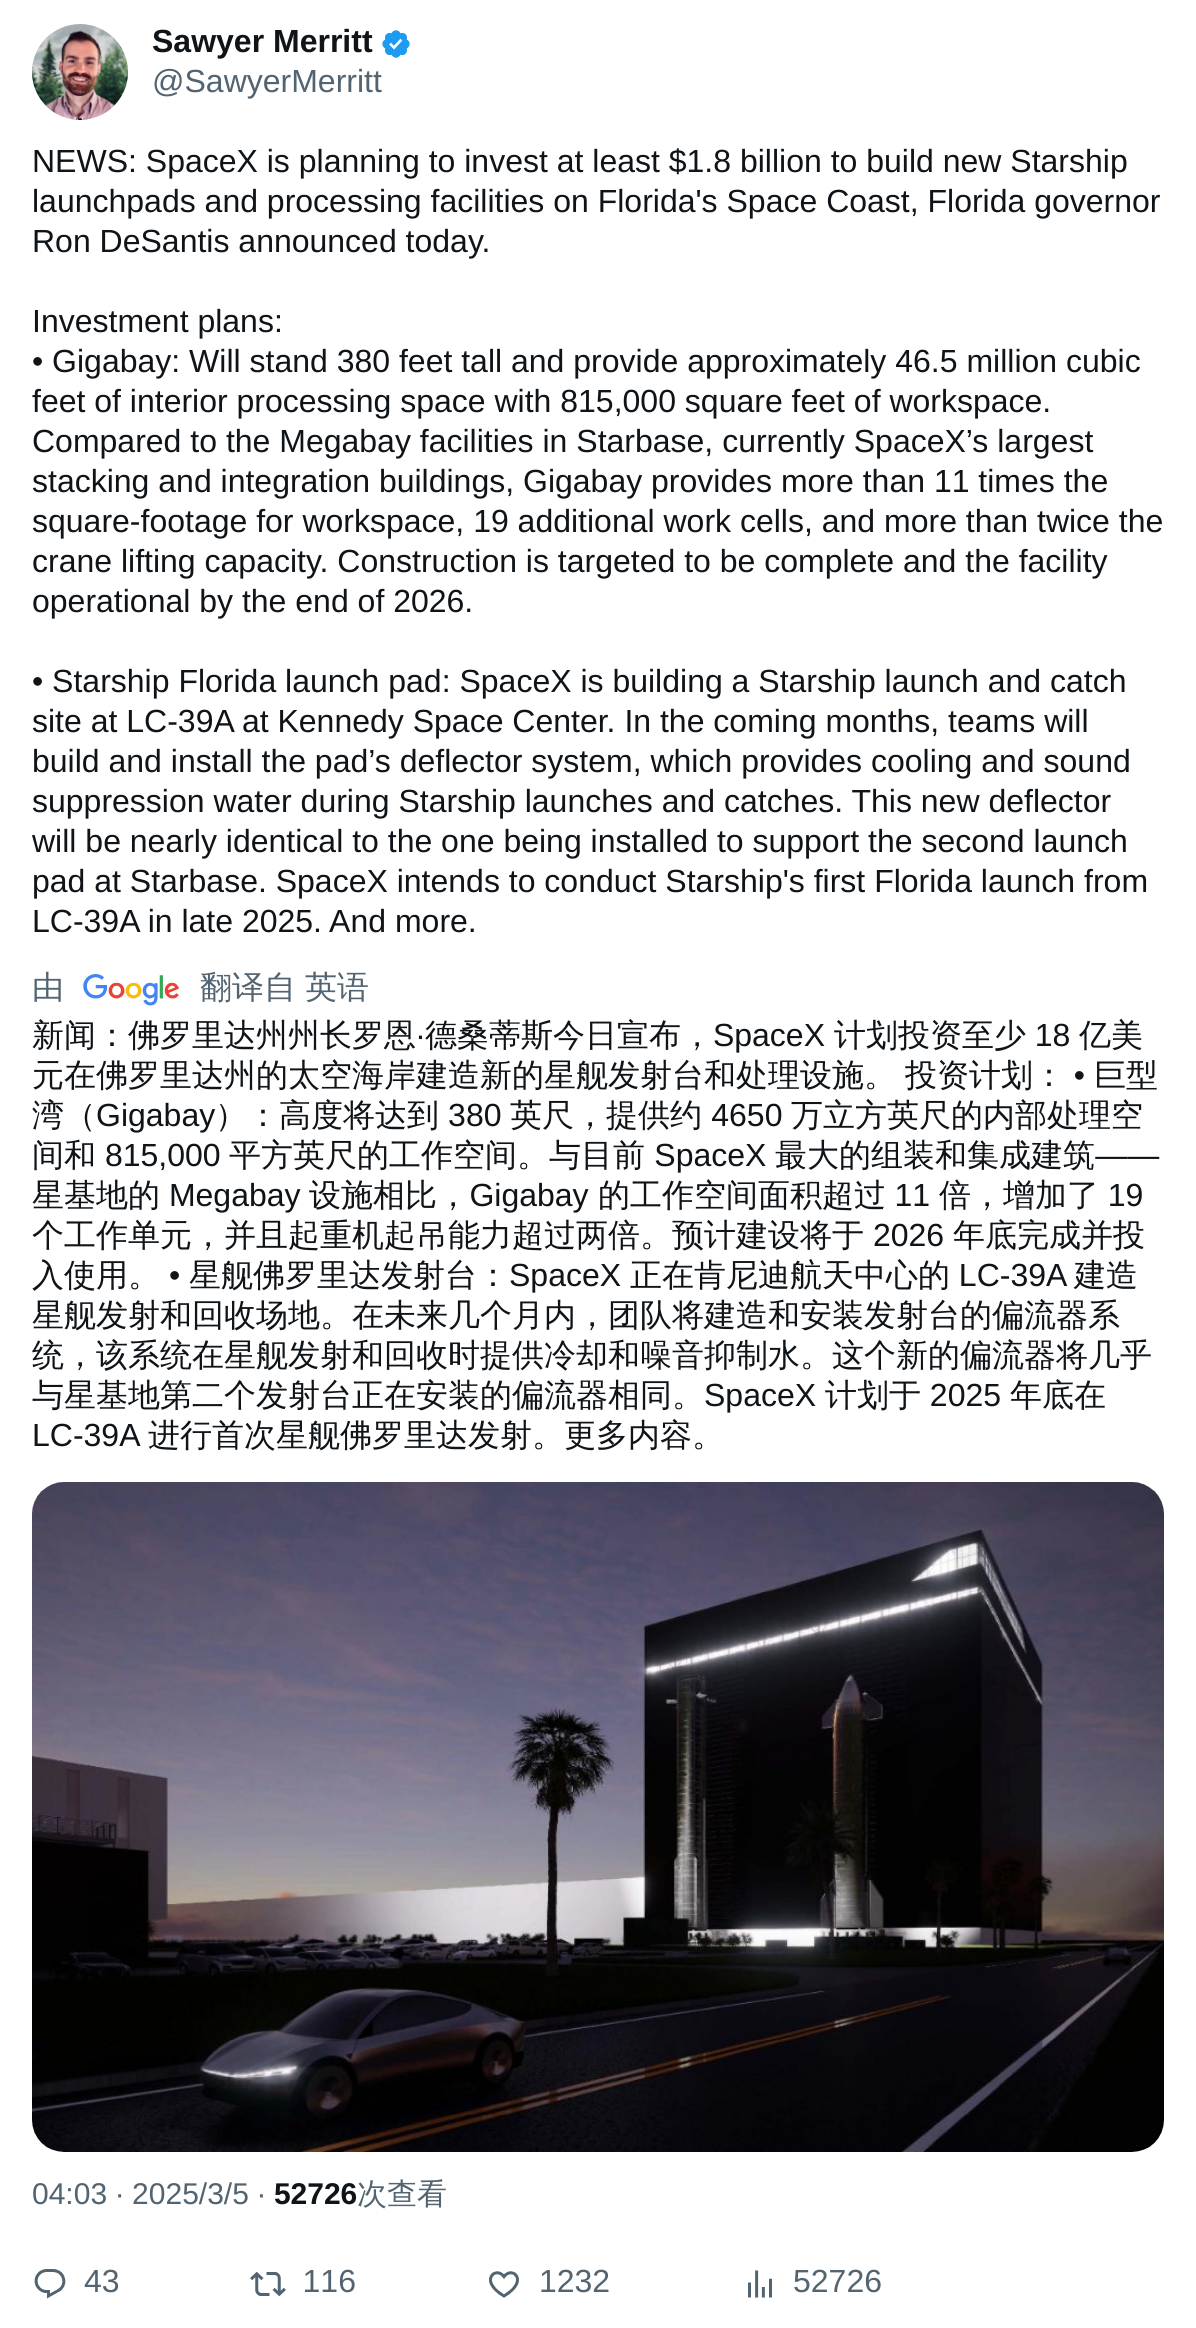 Sawyer Merritt
@SawyerMerritt
NEWS: SpaceX is planning to invest at least $1.8 billion to build new Starship
launchpads and processing facilities on Florida's Space Coast, Florida governor
Ron DeSantis announced today.
Investment plans:
• Gigabay: Will stand 380 feet tall and provide approximately 46.5 million cubic
feet of interior processing space with 815,000 square feet of workspace.
Compared to the Megabay facilities in Starbase, currently SpaceX’s largest
stacking and integration buildings, Gigabay provides more than 11 times the
square-footage for workspace, 19 additional work cells, and more than twice the
crane lifting capacity. Construction is targeted to be complete and the facility
operational by the end of 2026.
• Starship Florida launch pad: SpaceX is building a Starship launch and catch
site at LC-39A at Kennedy Space Center. In the coming months, teams will
build and install the pad’s deflector system, which provides cooling and sound
suppression water during Starship launches and catches. This new deflector
will be nearly identical to the one being installed to support the second launch
pad at Starbase. SpaceX intends to conduct Starship's first Florida launch from
LC-39A in late 2025. And more.
由 Google 翻译自 英语
新闻：佛罗里达州州长罗恩·德桑蒂斯今日宣布，SpaceX 计划投资至少 18 亿美
元在佛罗里达州的太空海岸建造新的星舰发射台和处理设施。 投资计划： • 巨型
湾（Gigabay）：高度将达到 380 英尺，提供约 4650 万立方英尺的内部处理空
间和 815,000 平方英尺的工作空间。与目前 SpaceX 最大的组装和集成建筑——
星基地的 Megabay 设施相比，Gigabay 的工作空间面积超过 11 倍，增加了 19
个工作单元，并且起重机起吊能力超过两倍。预计建设将于 2026 年底完成并投
入使用。 • 星舰佛罗里达发射台：SpaceX 正在肯尼迪航天中心的 LC-39A 建造
星舰发射和回收场地。在未来几个月内，团队将建造和安装发射台的偏流器系
统，该系统在星舰发射和回收时提供冷却和噪音抑制水。这个新的偏流器将几乎
与星基地第二个发射台正在安装的偏流器相同。SpaceX 计划于 2025 年底在
LC-39A 进行首次星舰佛罗里达发射。更多内容。
04:03 · 2025/3/5 · 52726次查看
43 116 1232 52726